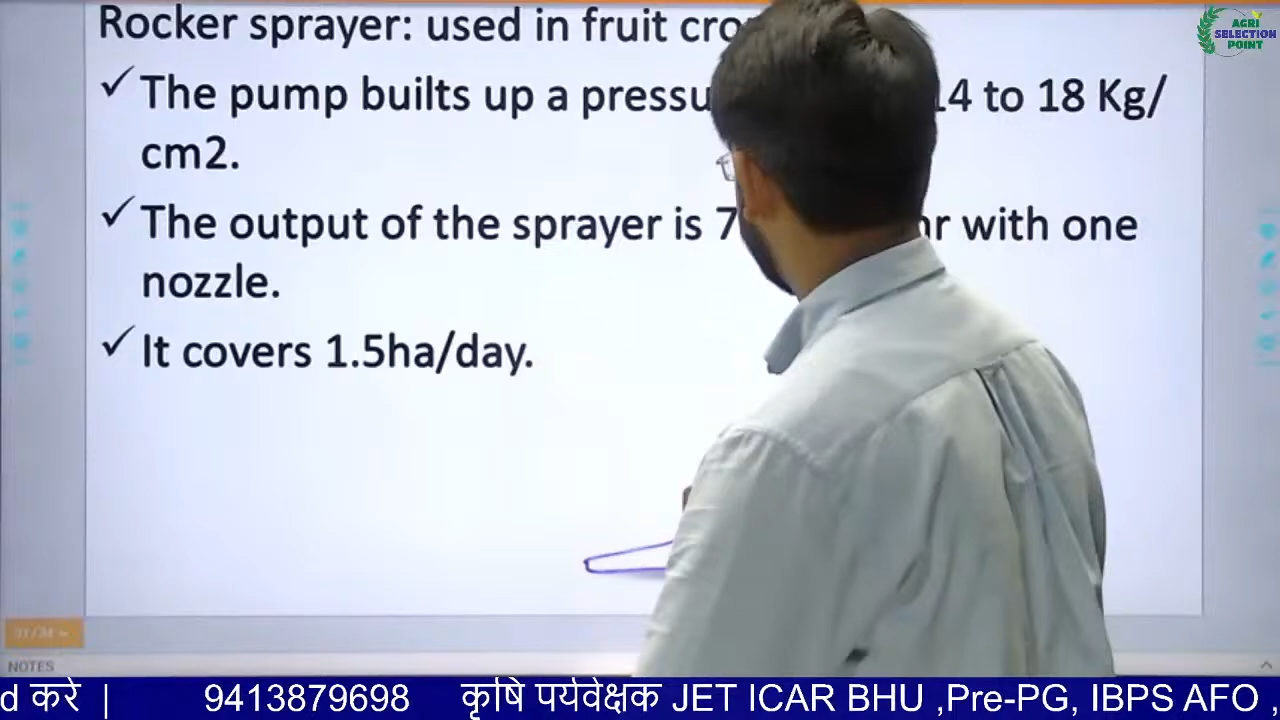 Rocker sprayer: used in fruit cro
✓ The pump builts up a pressu 14 to 18 Kg/
cm2.
✓ The output of the sprayer is 7 hr with one
nozzle.
✓ It covers 1.5ha/day.
NOTES
d करे | 9413879698 कृषि पर्यवेक्षक JET ICAR BHU ,Pre-PG, IBPS AFO ,
AGRI
SELECTION
POINT